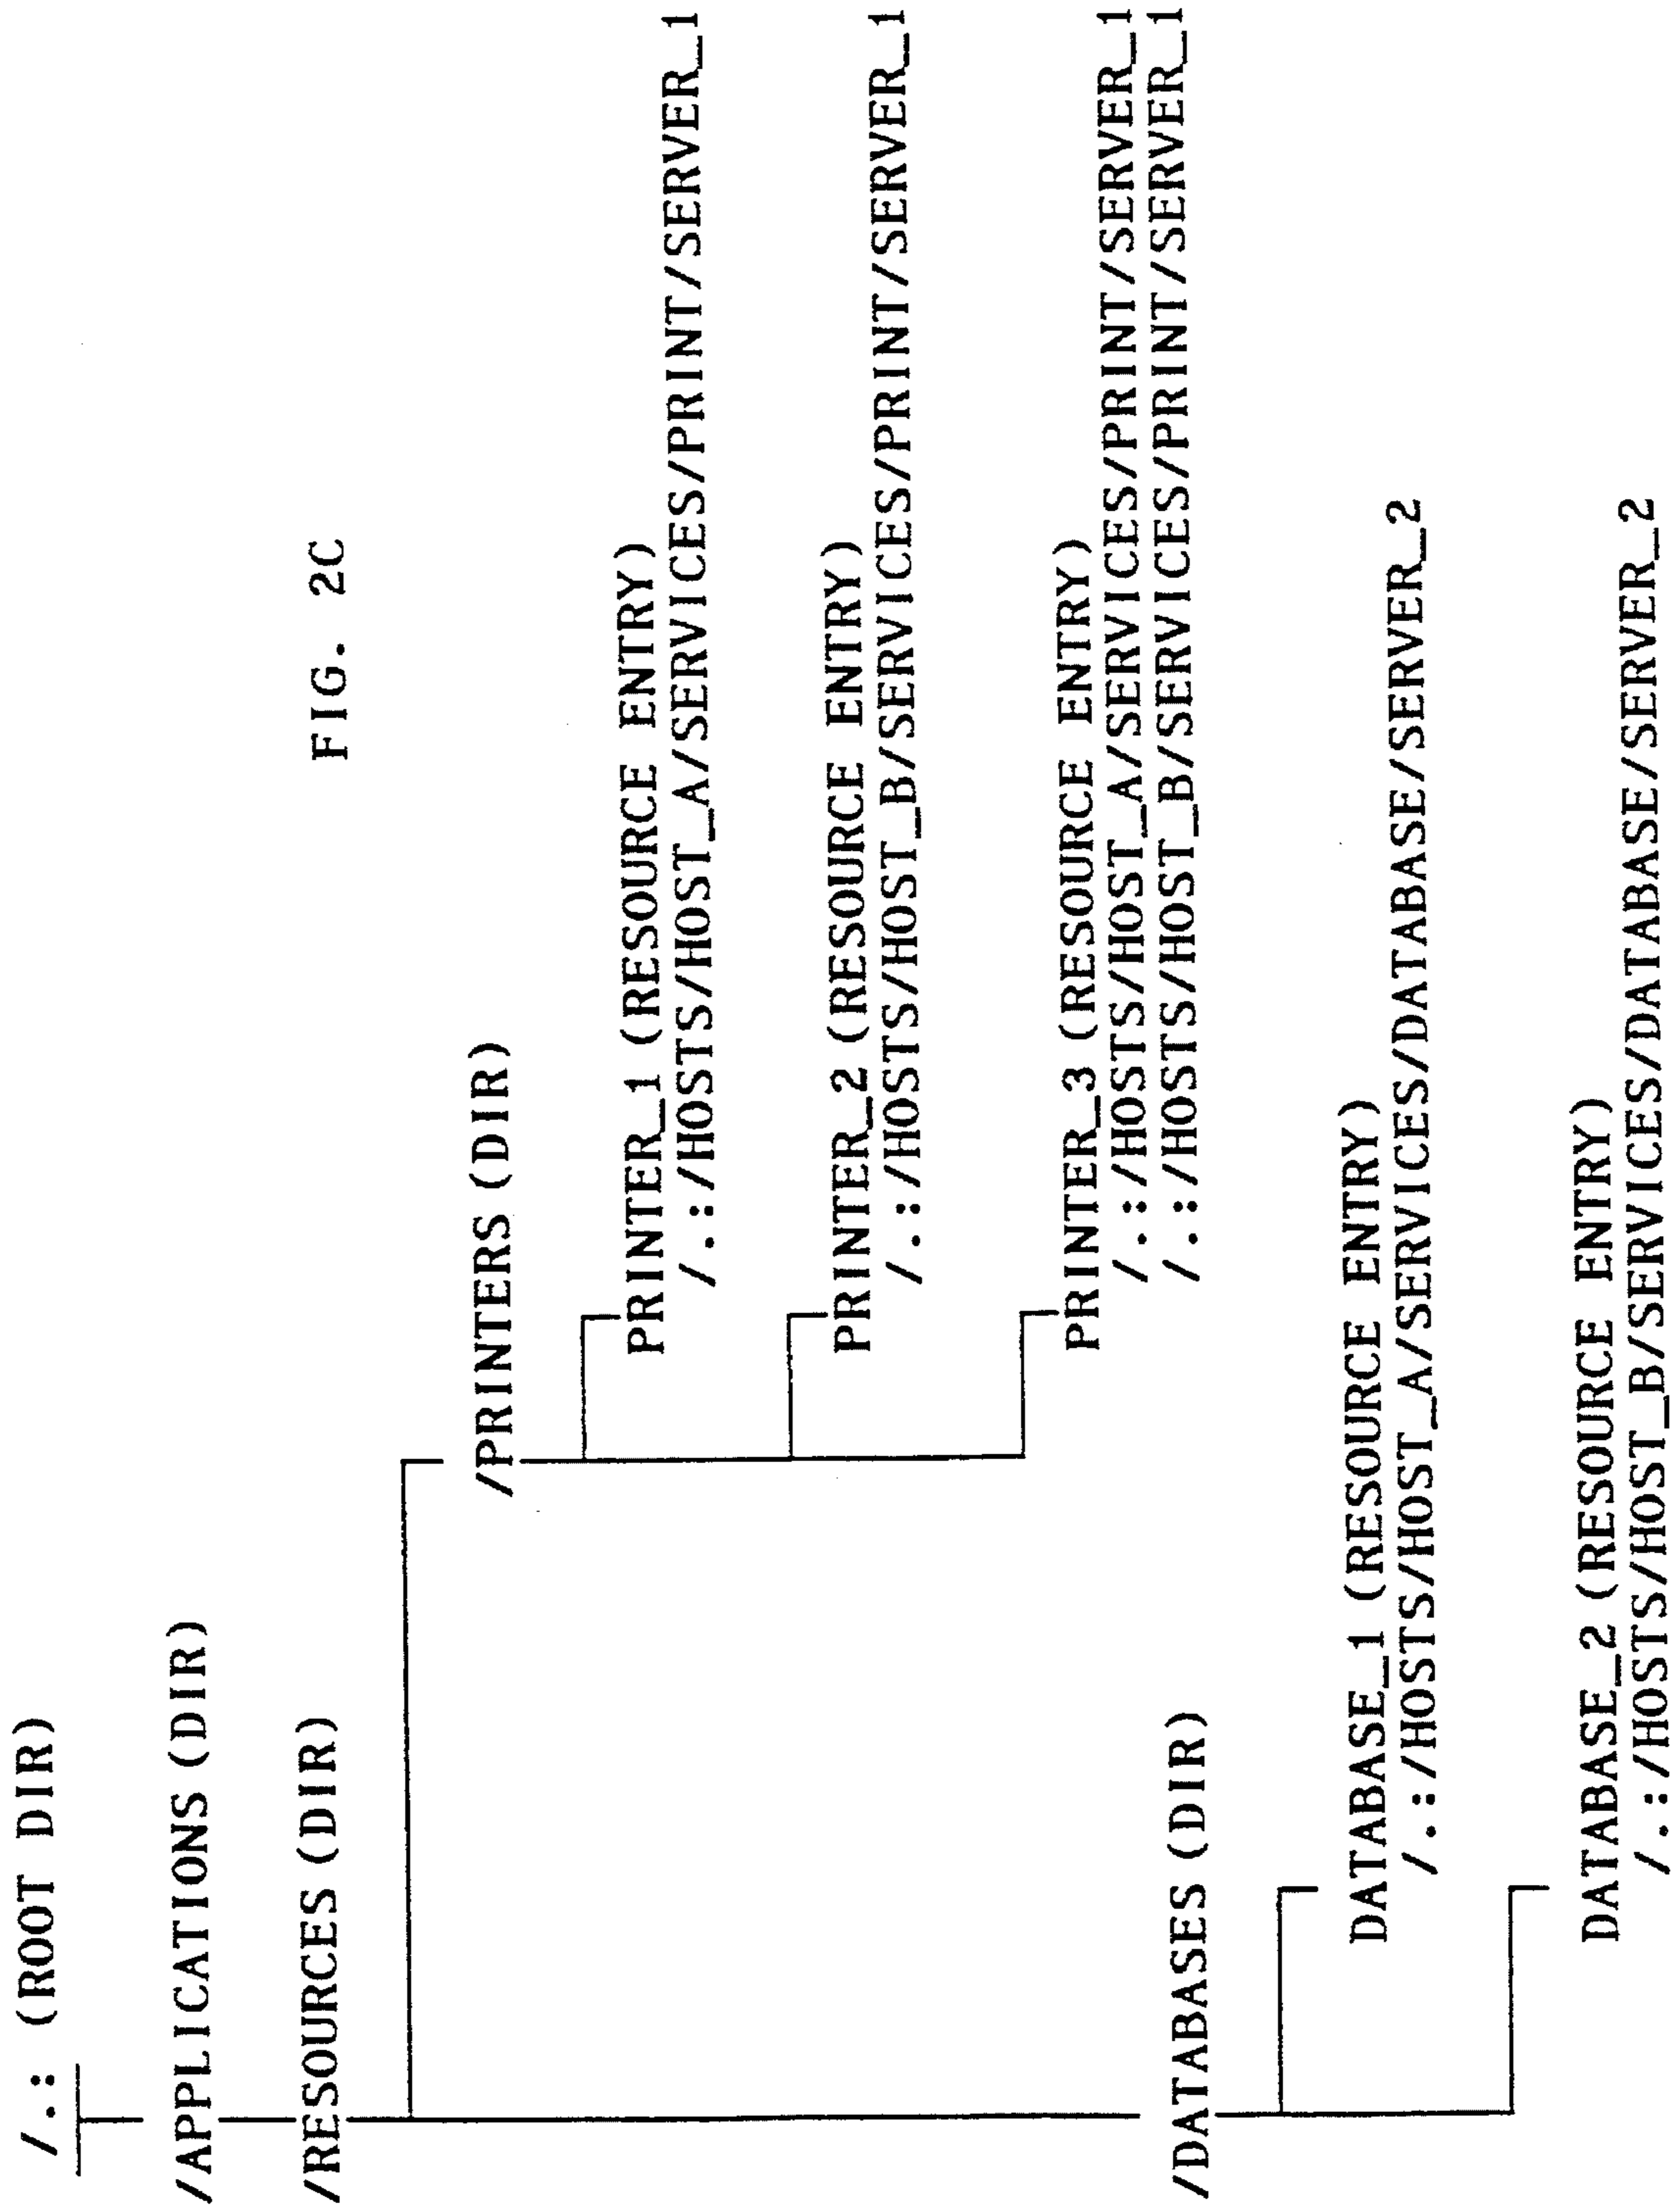 /.: (ROOT DIR)
/APPLICATIONS (DIR)
/RESOURCES (DIR)
FIG. 2C
/PRINTERS (DIR)
PRINTER_1 (RESOURCE ENTRY)
/.:/HOSTS/HOST_A/SERVICES/PRINT/SERVER_1
PRINTER_2 (RESOURCE ENTRY)
/.:/HOSTS/HOST_B/SERVICES/PRINT/SERVER_1
PRINTER_3 (RESOURCE ENTRY)
/.:/HOSTS/HOST_A/SERVICES/PRINT/SERVER_1
/.:/HOSTS/HOST_B/SERVICES/PRINT/SERVER_1
/DATABASES (DIR)
DATABASE_1 (RESOURCE ENTRY)
/.:/HOSTS/HOST_A/SERVICES/DATABASE/SERVER_2
DATABASE_2 (RESOURCE ENTRY)
/.:/HOSTS/HOST_B/SERVICES/DATABASE/SERVER_2